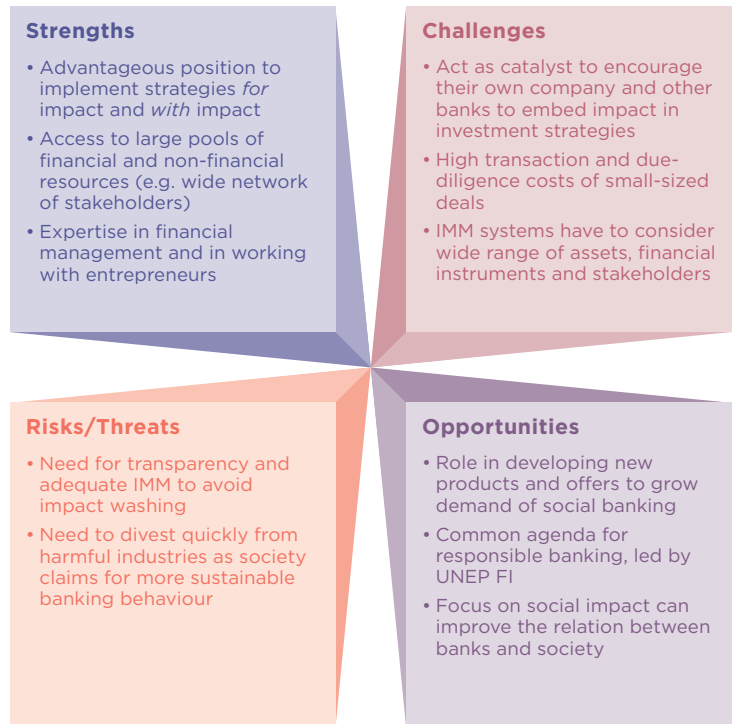 Strengths
• Advantageous position to
implement strategies for
impact and with impact
• Access to large pools of
financial and non-financial
resources (e.g. wide network
of stakeholders)
• Expertise in financial
management and in working
with entrepreneurs
Challenges
• Act as catalyst to encourage
their own company and other
banks to embed impact in
investment strategies
• High transaction and due-
diligence costs of small-sized
deals
• IMM systems have to consider
wide range of assets, financial
instruments and stakeholders
Risks/Threats
• Need for transparency and
adequate IMM to avoid
impact washing
• Need to divest quickly from
harmful industries as society
claims for more sustainable
banking behaviour
Opportunities
• Role in developing new
products and offers to grow
demand of social banking
• Common agenda for
responsible banking, led by
UNEP FI
• Focus on social impact can
improve the relation between
banks and society